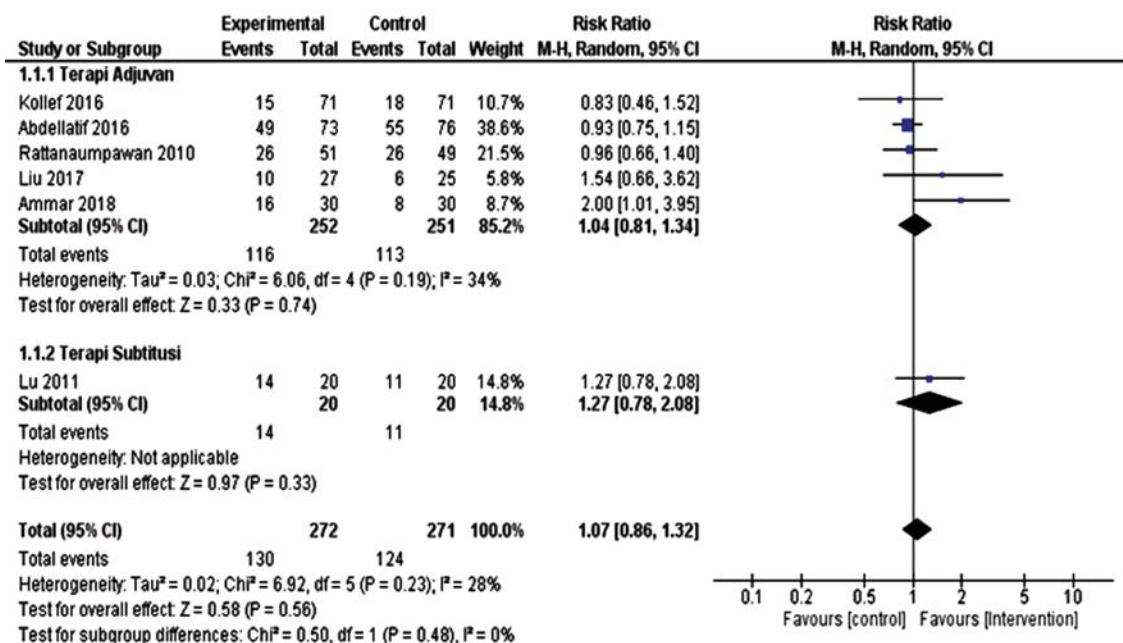 Experimental Control Risk Ratio Risk Ratio
Study or Subgroup Events Total Events Total Weight M-H, Random, 95% CI M-H, Random, 95% CI
1.1.1 Terapi Adjuvan
Kollef 2016 15 71 18 71 10.7% 0.83 [0.46, 1.52]
Abdellatif 2016 49 73 55 76 38.6% 0.93 [0.75, 1.15]
Rattanaumpawan 2010 26 51 26 49 21.5% 0.96 [0.66, 1.40]
Liu 2017 10 27 6 25 5.8% 1.54 [0.66, 3.62]
Ammar 2018 16 30 8 30 8.7% 2.00 [1.01, 3.95]
Subtotal (95% CI) 252 251 85.2% 1.04 [0.81, 1.34]
Total events 116 113
Heterogeneity: Tau² = 0.03; Chi² = 6.06, df = 4 (P = 0.19); I² = 34%
Test for overall effect: Z = 0.33 (P = 0.74)
1.1.2 Terapi Subtitusi
Lu 2011 14 20 11 20 14.8% 1.27 [0.78, 2.08]
Subtotal (95% CI) 20 20 14.8% 1.27 [0.78, 2.08]
Total events 14 11
Heterogeneity: Not applicable
Test for overall effect: Z = 0.97 (P = 0.33)
Total (95% CI) 272 271 100.0% 1.07 [0.86, 1.32]
Total events 130 124
Heterogeneity: Tau² = 0.02; Chi² = 6.92, df = 5 (P = 0.23); I² = 28%
Test for overall effect: Z = 0.58 (P = 0.56)
Test for subgroup differences: Chi² = 0.50, df = 1 (P = 0.48), I² = 0%
0.1 0.2 0.5 1 2 5 10
Favours [control] Favours [Intervention]